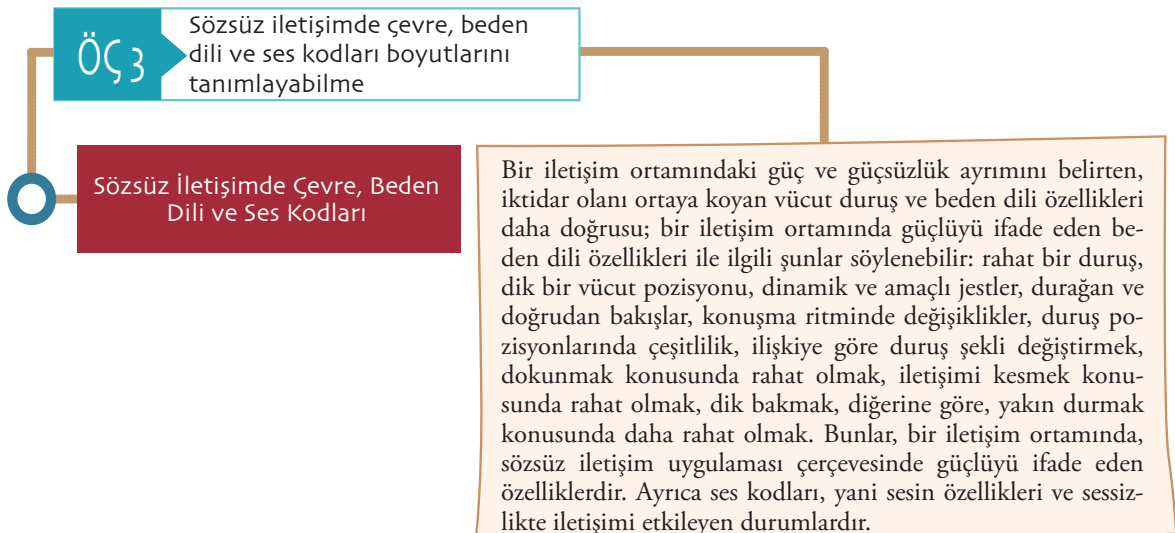 ÖÇ 3
Sözsüz iletişimde çevre, beden
dili ve ses kodları boyutlarını
tanımlayabilme
Sözsüz İletişimde Çevre, Beden
Dili ve Ses Kodları
Bir iletişim ortamındaki güç ve güçsüzlük ayrımını belirten,
iktidar olanı ortaya koyan vücut duruş ve beden dili özellikleri
daha doğrusu; bir iletişim ortamında güçlüyü ifade eden be-
den dili özellikleri ile ilgili şunlar söylenebilir: rahat bir duruş,
dik bir vücut pozisyonu, dinamik ve amaçlı jestler, durağan ve
doğrudan bakışlar, konuşma ritminde değişiklikler, duruş po-
zisyonlarında çeşitlilik, ilişkiye göre duruş şekli değiştirmek,
dokunmak konusunda rahat olmak, iletişimi kesmek konu-
sunda rahat olmak, dik bakmak, diğerine göre, yakın durmak
konusunda daha rahat olmak. Bunlar, bir iletişim ortamında,
sözsüz iletişim uygulaması çerçevesinde güçlüyü ifade eden
özelliklerdir. Ayrıca ses kodları, yani sesin özellikleri ve sessiz-
likte iletişimi etkileyen durumlardır.